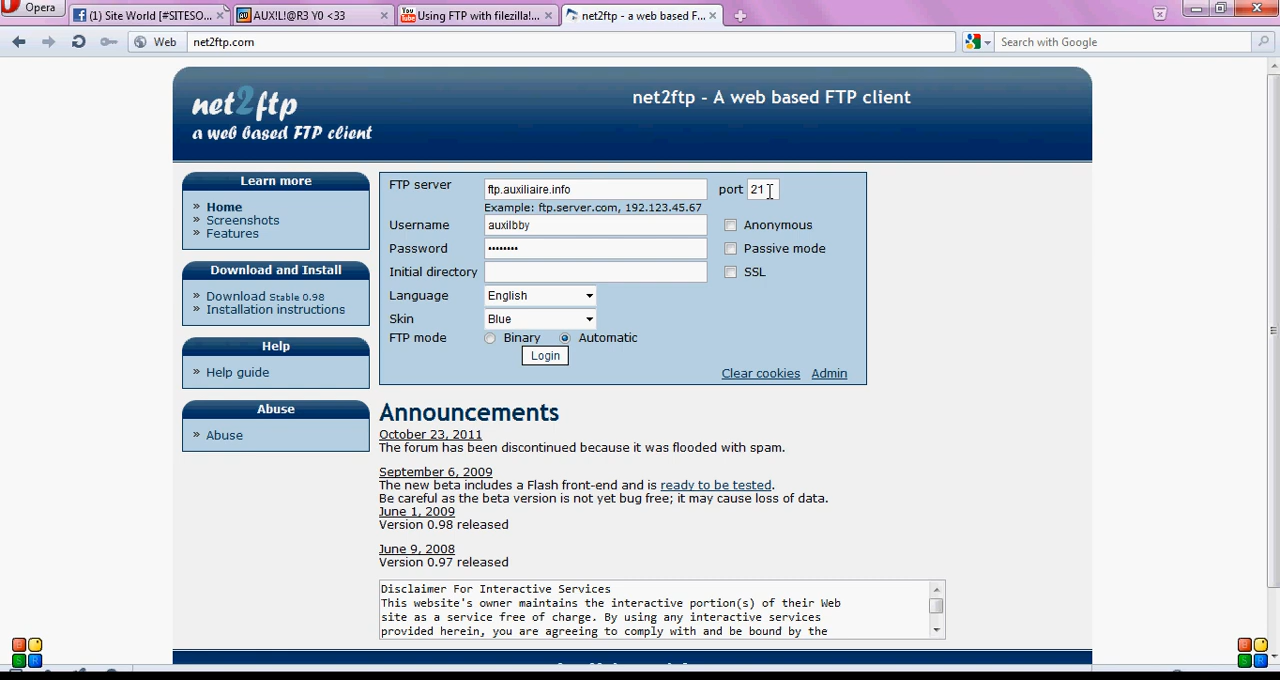 Opera
(1) Site World [#SITESO...
AUX!L!@R3 Y0 <33
You Tube Using FTP with filezilla!...
net2ftp - a web based F...
Web
net2ftp.com
Search with Google
net2ftp
a web based FTP client
net2ftp - A web based FTP client
Learn more
» Home
» Screenshots
» Features
Download and Install
» Download Stable 0.98
» Installation instructions
Help
» Help guide
Abuse
» Abuse
FTP server ftp.auxiliaire.info port 21
Example: ftp.server.com, 192.123.45.67
Username auxilbby Anonymous
Password •••••••• Passive mode
Initial directory SSL
Language English
Skin Blue
FTP mode Binary Automatic
Login
Clear cookies Admin
Announcements
October 23, 2011
The forum has been discontinued because it was flooded with spam.
September 6, 2009
The new beta includes a Flash front-end and is ready to be tested.
Be careful as the beta version is not yet bug free; it may cause loss of data.
June 1, 2009
Version 0.98 released
June 9, 2008
Version 0.97 released
Disclaimer For Interactive Services
This website's owner maintains the interactive portion(s) of their Web
site as a service free of charge. By using any interactive services
provided herein, you are agreeing to comply with and be bound by the
B
S R
B
S R